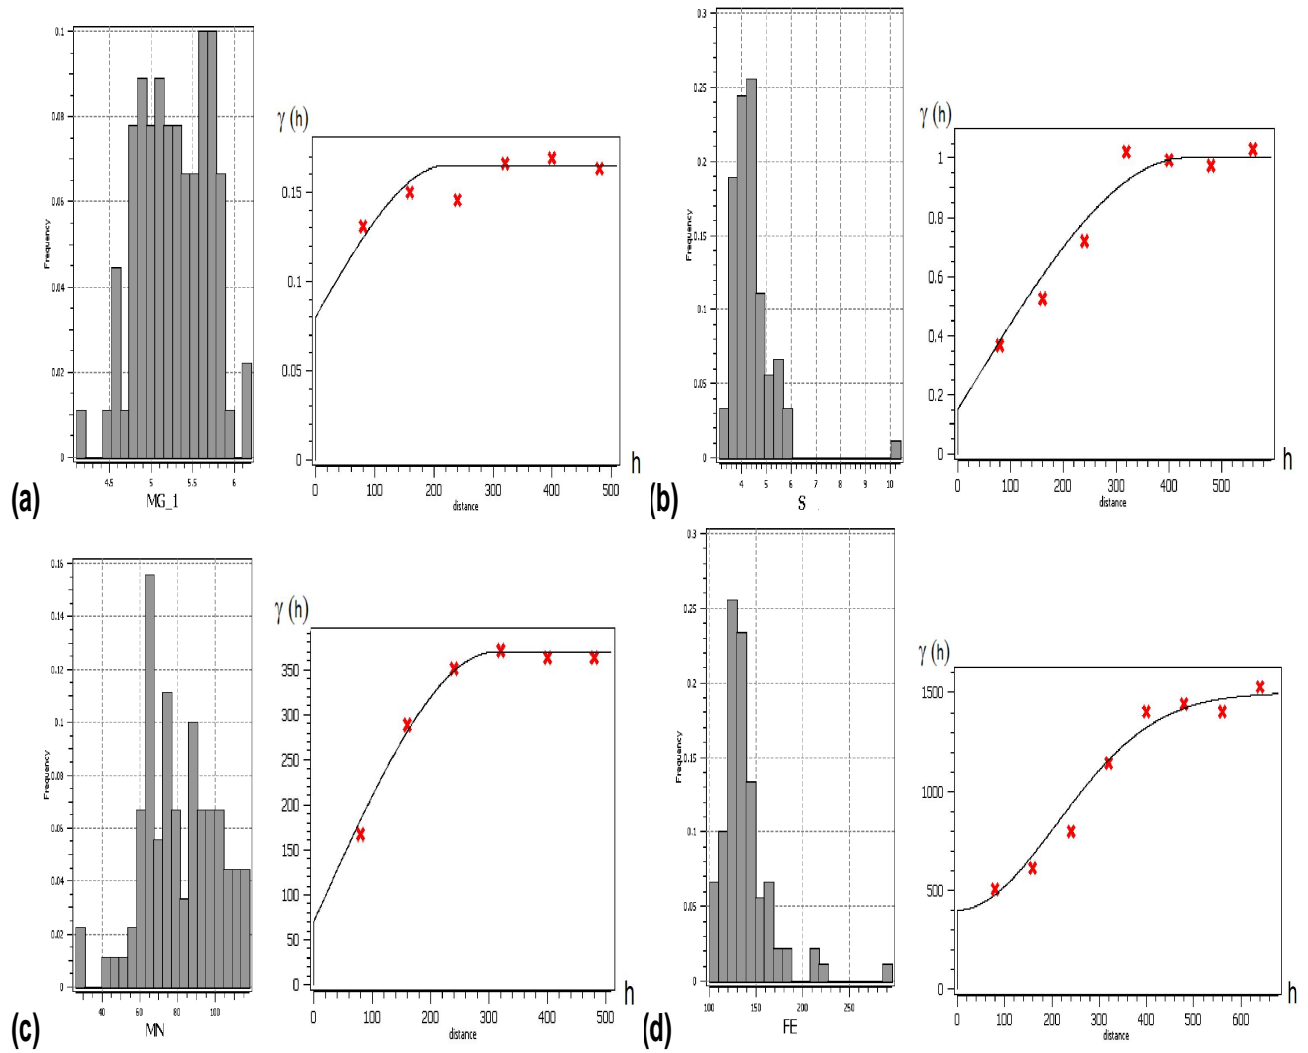 0.1
0.08
0.06
0.04
0.02
0
Frequency
4.5 5 5.5 6
MG_1
(a)
γ (h)
0.15
0.1
0.05
0
0 100 200 300 400 500
distance
h
0.3
0.25
0.2
0.15
0.1
0.05
0
Frequency
4 5 6 7 8 9 10
S
(b)
γ (h)
1
0.8
0.6
0.4
0.2
0
0 100 200 300 400 500
distance
h
0.16
0.14
0.12
0.1
0.08
0.06
0.04
0.02
0
Frequency
40 60 80 100
MN
(c)
γ (h)
350
300
250
200
150
100
50
0
0 100 200 300 400 500
distance
h
0.3
0.25
0.2
0.15
0.1
0.05
0
Frequency
100 150 200 250
FE
(d)
γ (h)
1500
1000
500
0
0 100 200 300 400 500 600
distance
h